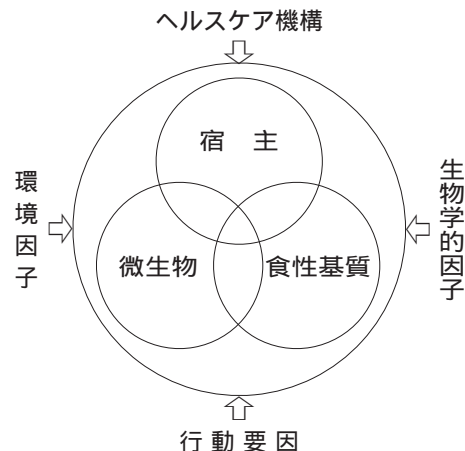 ヘルスケア機構
宿 主
環境因子
生物学的因子
微生物
食性基質
行動要因